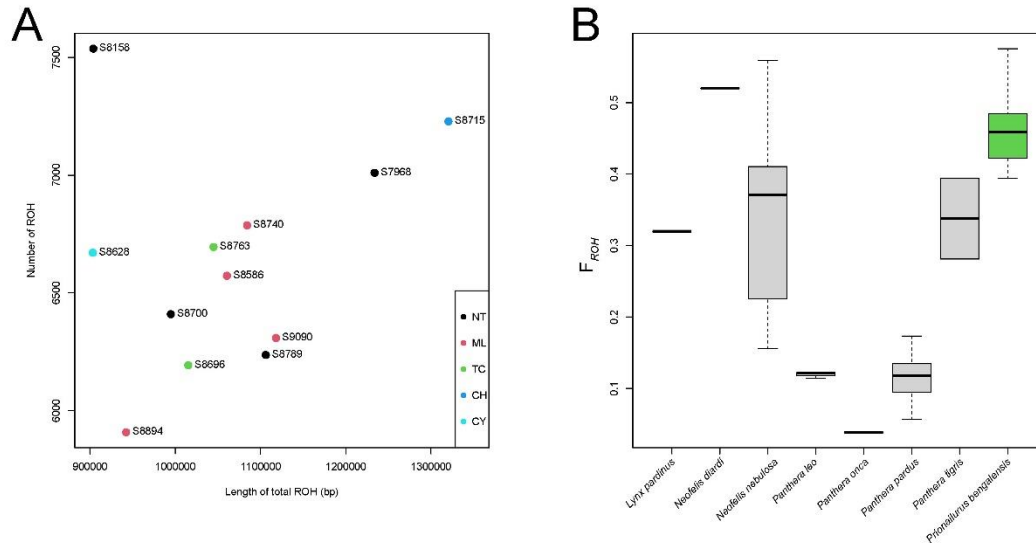 A
Number of ROH
7500
7000
6500
6000
S8158
S8715
S7968
S8740
S8763
S8628
S8586
S8700
S9090
S8789
S8696
S8894
NT
ML
TC
CH
CY
900000 1000000 1100000 1200000 1300000
Length of total ROH (bp)
B
F ROH
0.5
0.4
0.3
0.2
0.1
Lynx pardinus
Neofelis diardi
Neofelis nebulosa
Panthera leo
Panthera onca
Panthera pardus
Panthera tigris
Prionailurus bengalensis